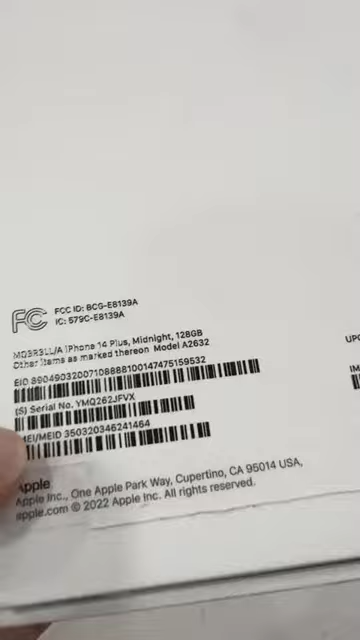 FC
FCC ID: BCG-E8139A
IC: 579C-E8139A
MQ3R3LL/A iPhone 14 Plus, Midnight, 128GB
Other items as marked thereon Model A2632
EID 89049032007108888100147475159532
(S) Serial No. YMQ262JFVX
IMEI/MEID 350320346241464
Apple
Apple Inc., One Apple Park Way, Cupertino, CA 95014 USA,
apple.com © 2022 Apple Inc. All rights reserved.
UP
IM